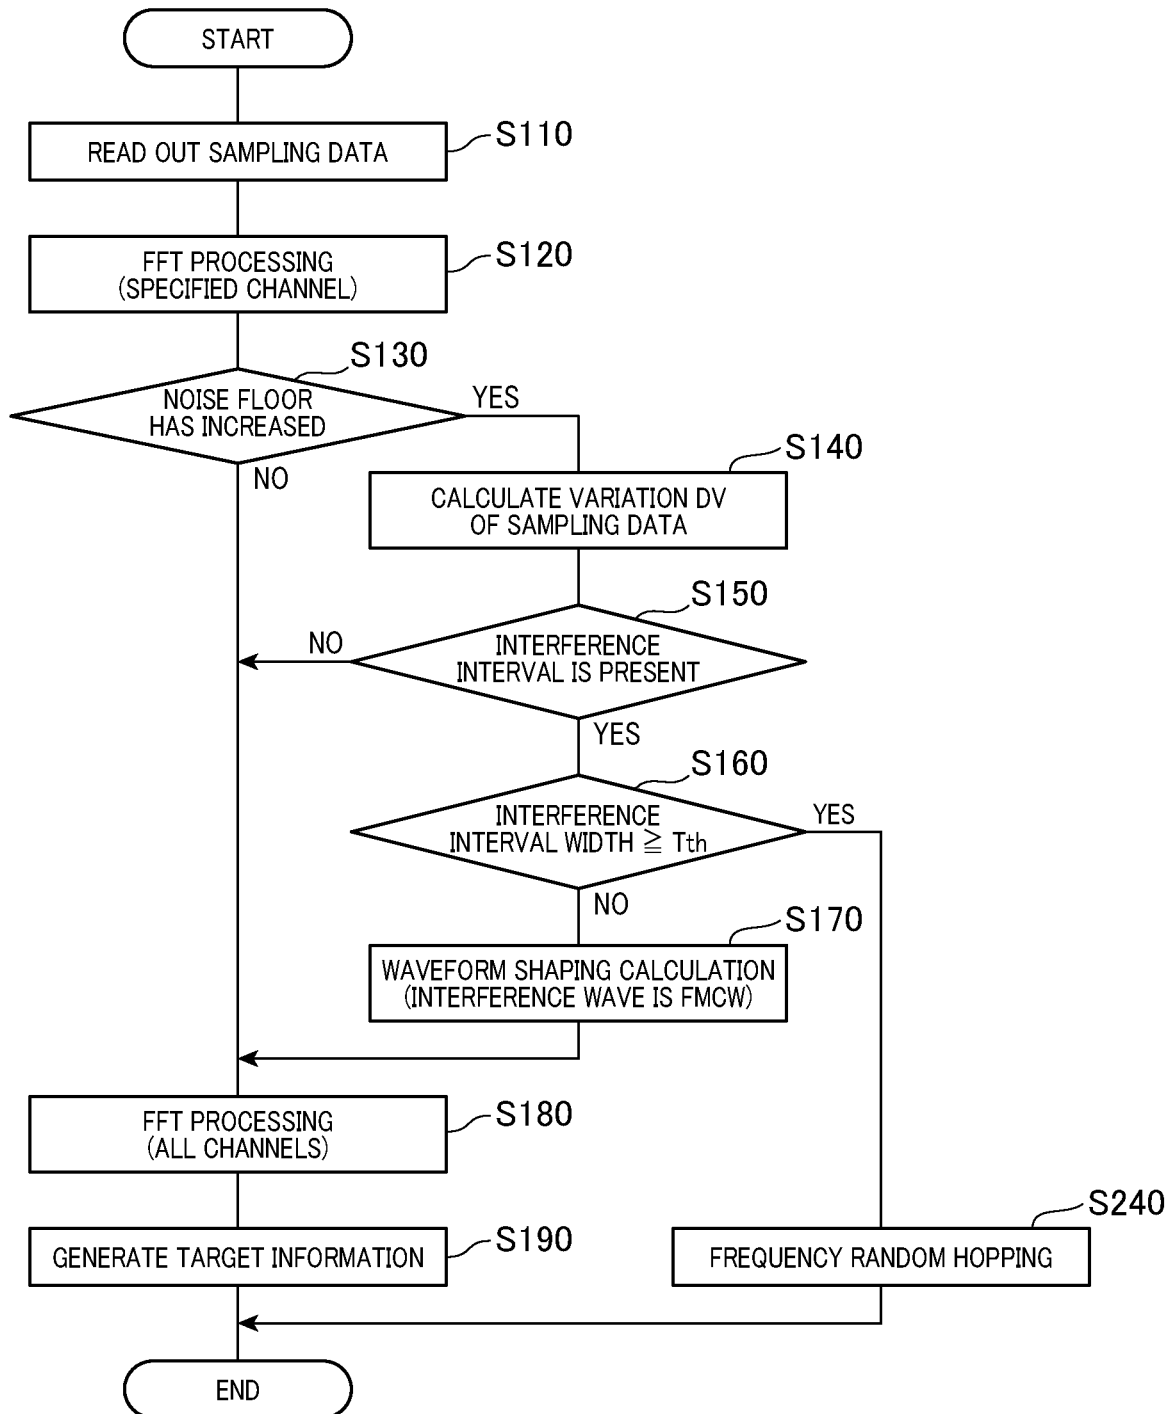 START
READ OUT SAMPLING DATA
S110
FFT PROCESSING
(SPECIFIED CHANNEL)
S120
S130
NOISE FLOOR
HAS INCREASED
YES
NO
S140
CALCULATE VARIATION DV
OF SAMPLING DATA
S150
INTERFERENCE
INTERVAL IS PRESENT
NO
YES
S160
INTERFERENCE
INTERVAL WIDTH ≧ Tth
YES
NO
S170
WAVEFORM SHAPING CALCULATION
(INTERFERENCE WAVE IS FMCW)
FFT PROCESSING
(ALL CHANNELS)
S180
GENERATE TARGET INFORMATION
S190
S240
FREQUENCY RANDOM HOPPING
END